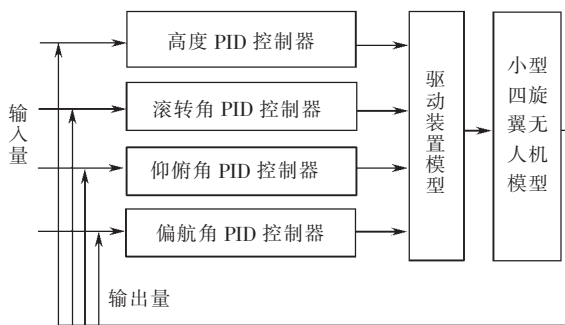 高度 PID 控制器
滚转角 PID 控制器
仰俯角 PID 控制器
偏航角 PID 控制器
输入量
输出量
驱动装置模型
小型
四旋
翼无
人机
模型